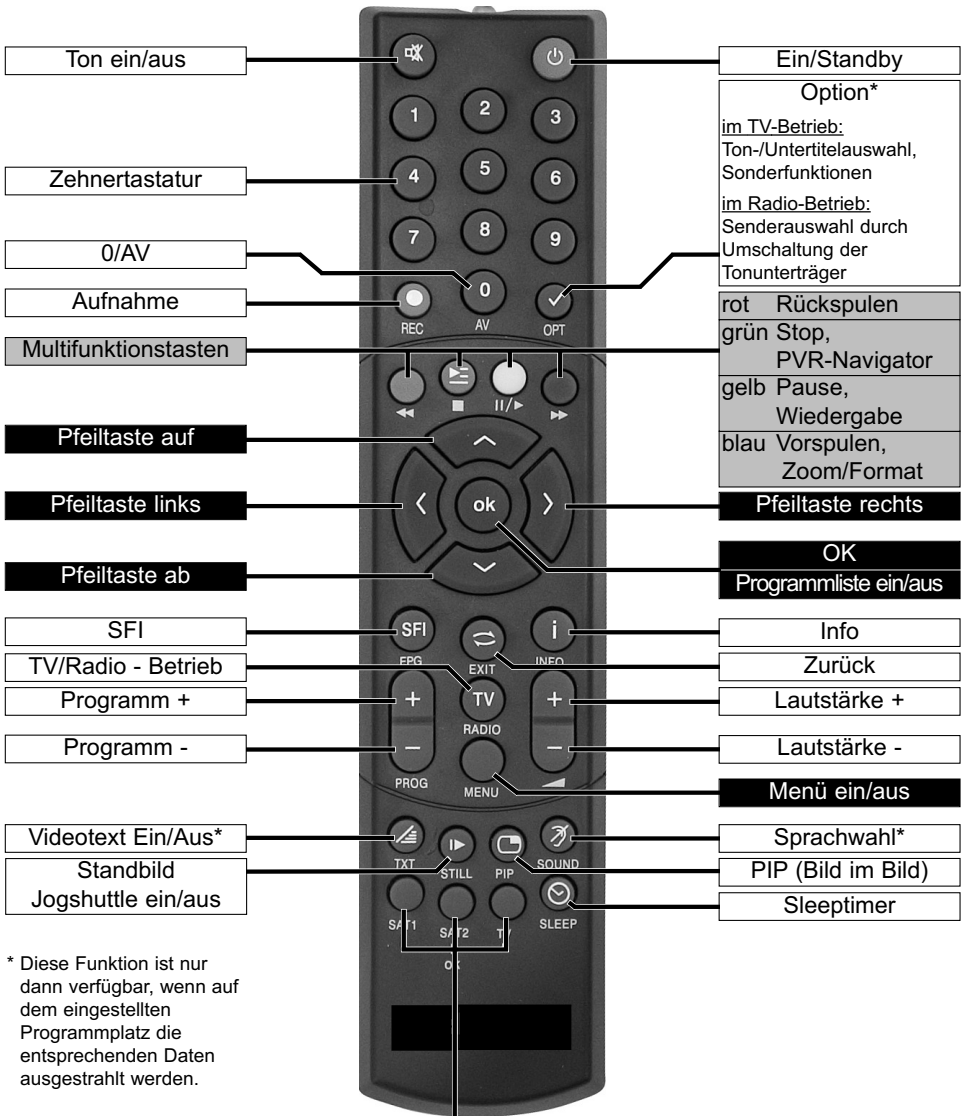 Ton ein/aus
Zehnertastatur
0/AV
Aufnahme
Multifunktionstasten
Pfeiltaste auf
Pfeiltaste links
Pfeiltaste ab
SFI
TV/Radio - Betrieb
Programm +
Programm -
Videotext Ein/Aus*
Standbild
Jogshuttle ein/aus
* Diese Funktion ist nur
dann verfügbar, wenn auf
dem eingestellten
Programmplatz die
entsprechenden Daten
ausgestrahlt werden.
1 2 3
4 5 6
7 8 9
0
REC AV OPT
II/►
ok
SFI i
EPG EXIT INFO
+ TV +
RADIO
- -
PROG MENU
TXT STILL PIP SOUND
SAT1 SAT2 TV SLEEP
OK
Ein/Standby
Option*
im TV-Betrieb:
Ton-/Untertitelauswahl,
Sonderfunktionen
im Radio-Betrieb:
Senderauswahl durch
Umschaltung der
Tonunterträger
rot Rückspulen
grün Stop,
PVR-Navigator
gelb Pause,
Wiedergabe
blau Vorspulen,
Zoom/Format
Pfeiltaste rechts
OK
Programmliste ein/aus
Info
Zurück
Lautstärke +
Lautstärke -
Menü ein/aus
Sprachwahl*
PIP (Bild im Bild)
Sleeptimer